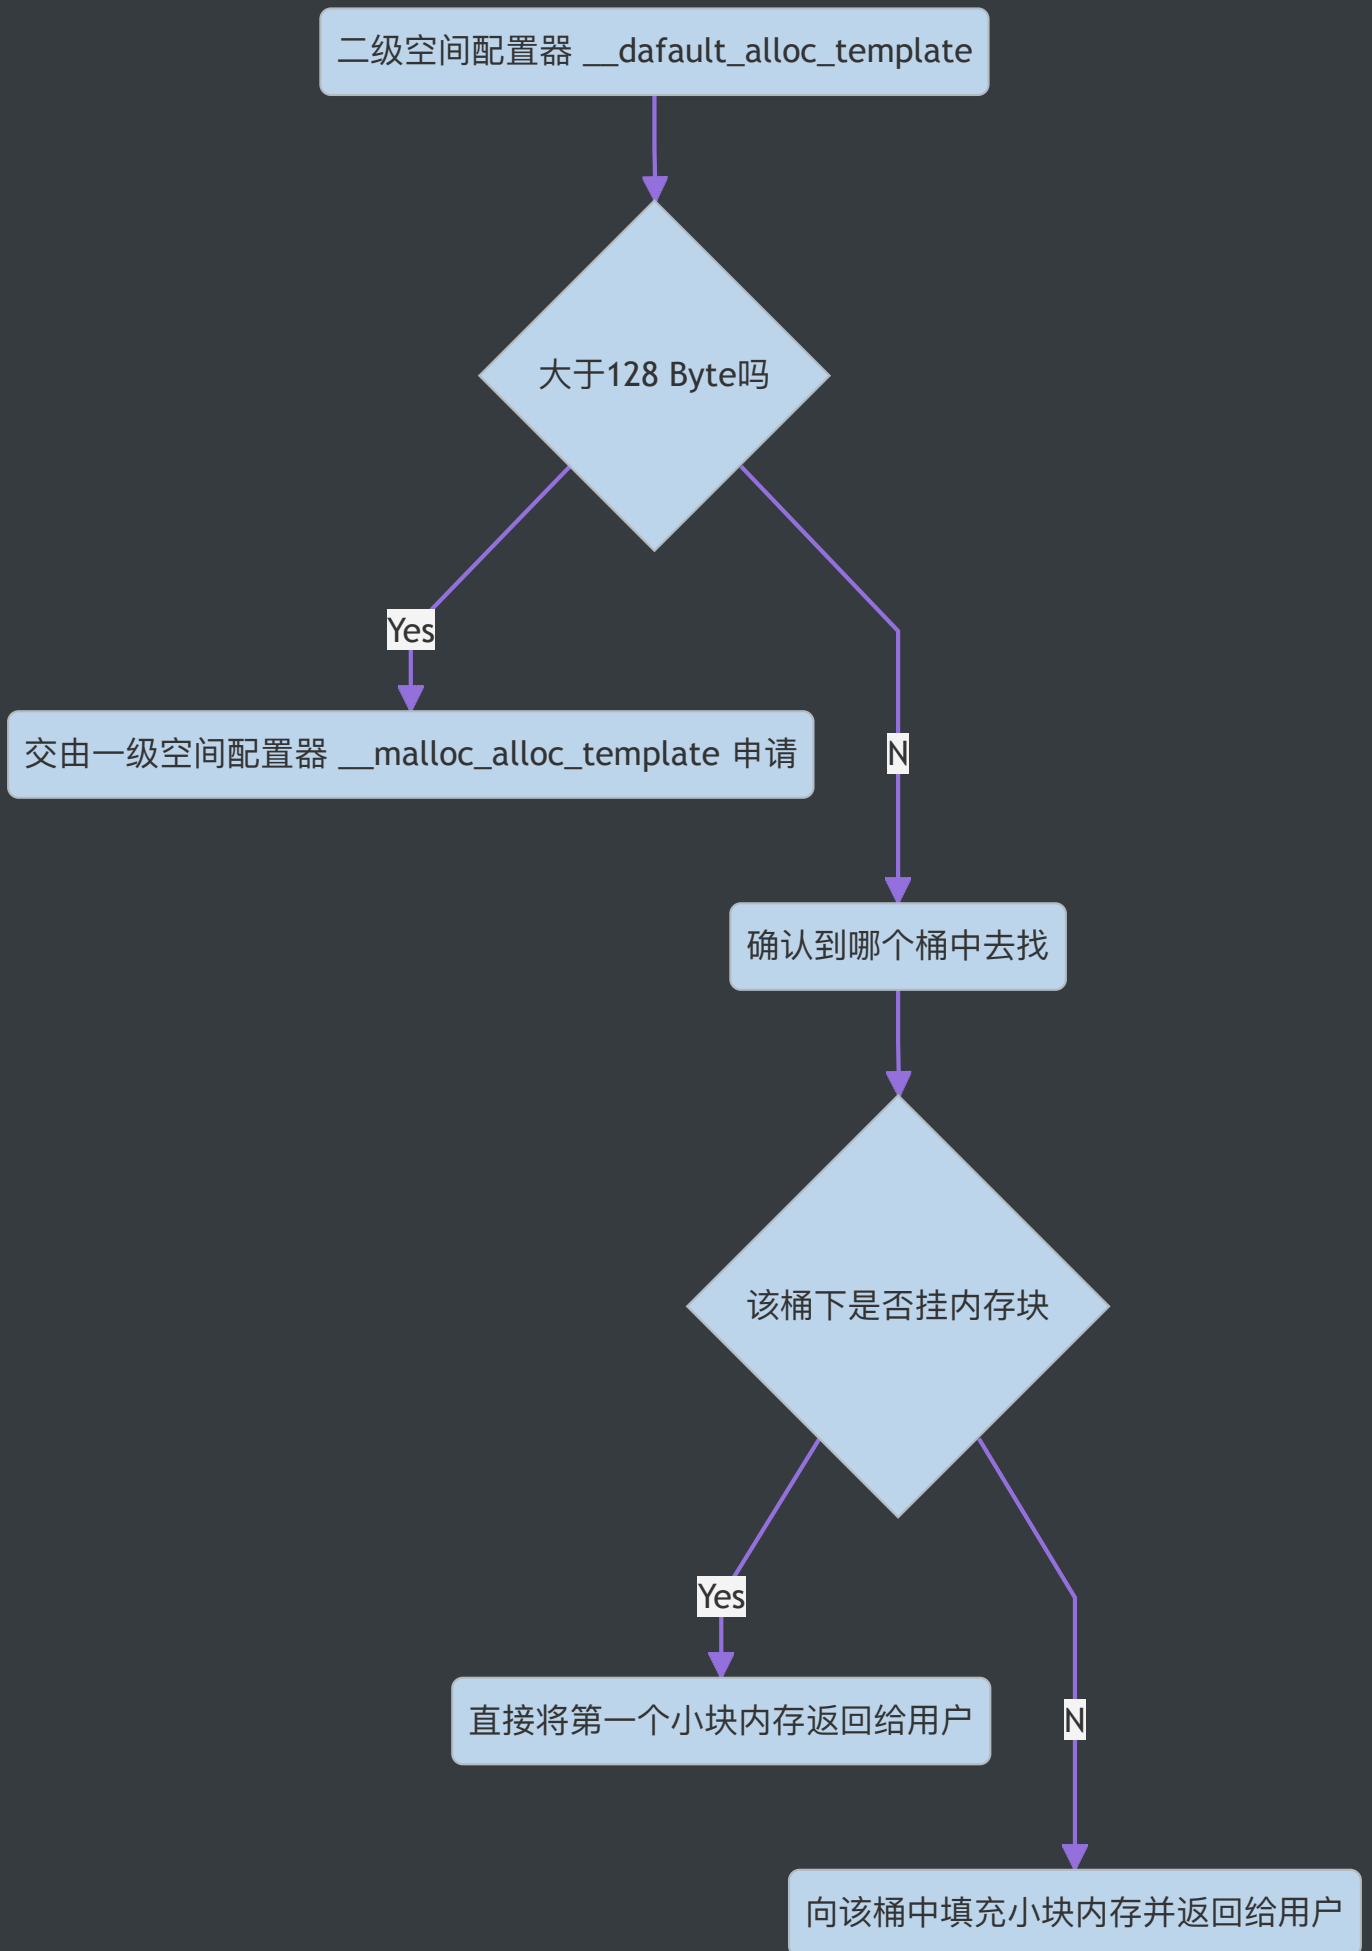 二级空间配置器 __dafault_alloc_template
大于128 Byte吗
Yes
交由一级空间配置器 __malloc_alloc_template 申请
N
确认到哪个桶中去找
该桶下是否挂内存块
Yes
直接将第一个小块内存返回给用户
N
向该桶中填充小块内存并返回给用户